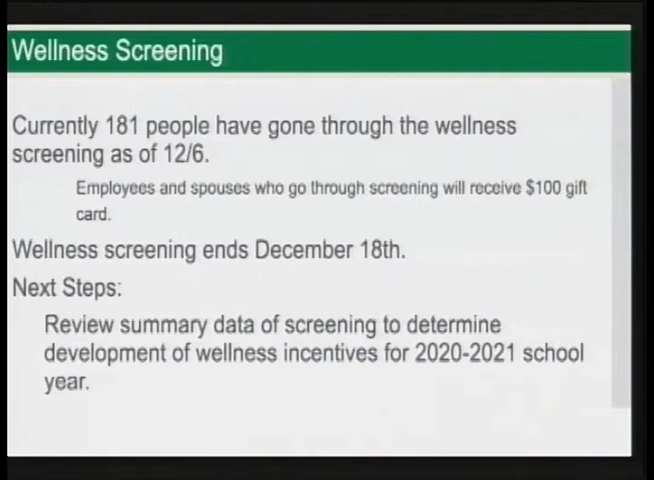 Wellness Screening
Currently 181 people have gone through the wellness
screening as of 12/6.
Employees and spouses who go through screening will receive $100 gift
card.
Wellness screening ends December 18th.
Next Steps:
Review summary data of screening to determine
development of wellness incentives for 2020-2021 school
year.